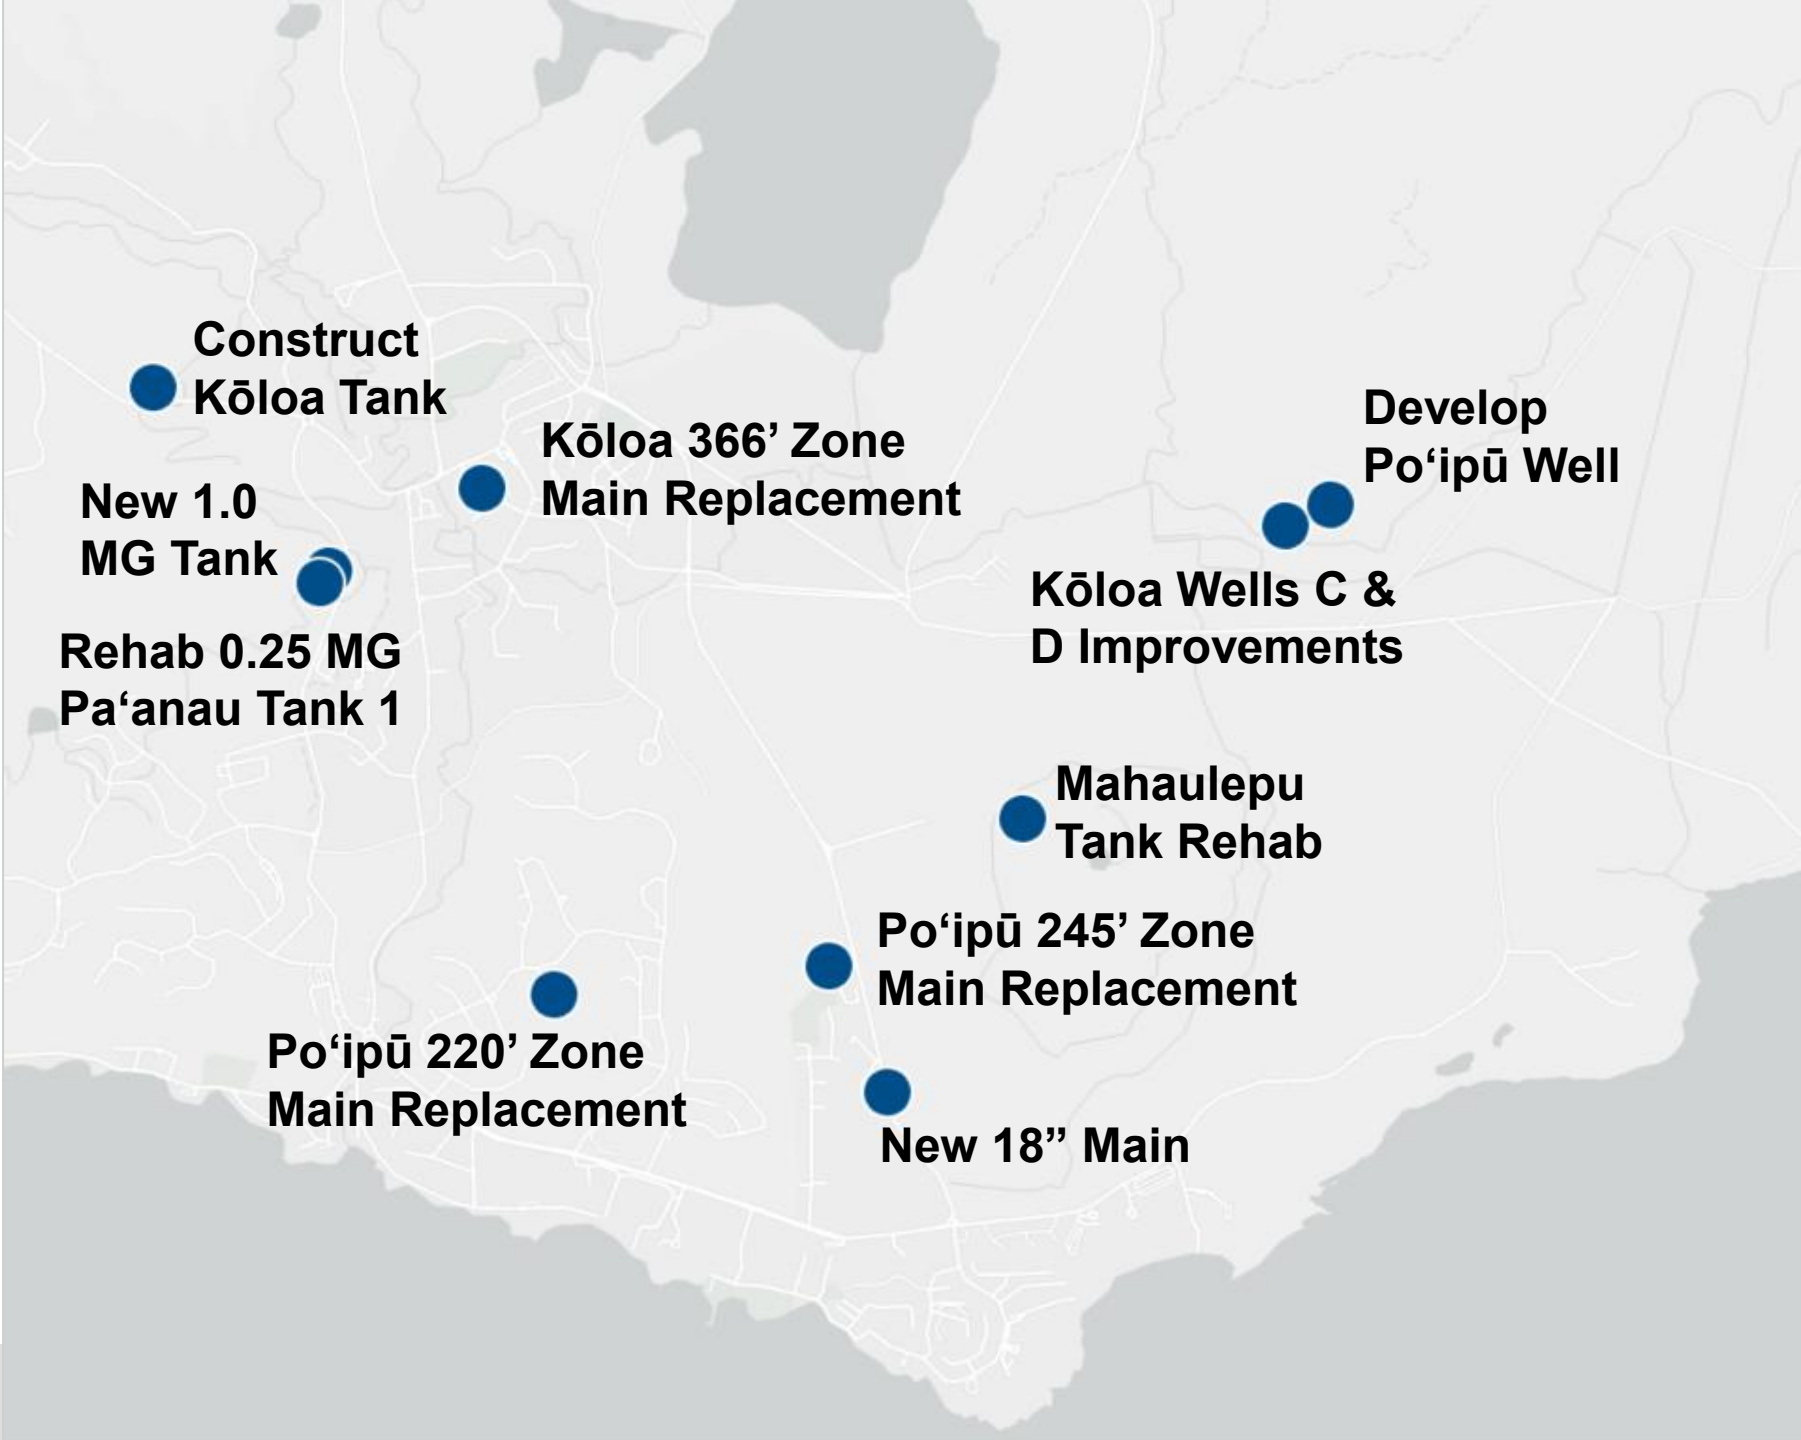 Construct
Kōloa Tank
Kōloa 366’ Zone
Main Replacement
Develop
Poʻipū Well
New 1.0
MG Tank
Kōloa Wells C &
D Improvements
Rehab 0.25 MG
Pa‘anau Tank 1
Mahaulepu
Tank Rehab
Po‘ipū 245’ Zone
Main Replacement
Po‘ipū 220’ Zone
Main Replacement
New 18” Main